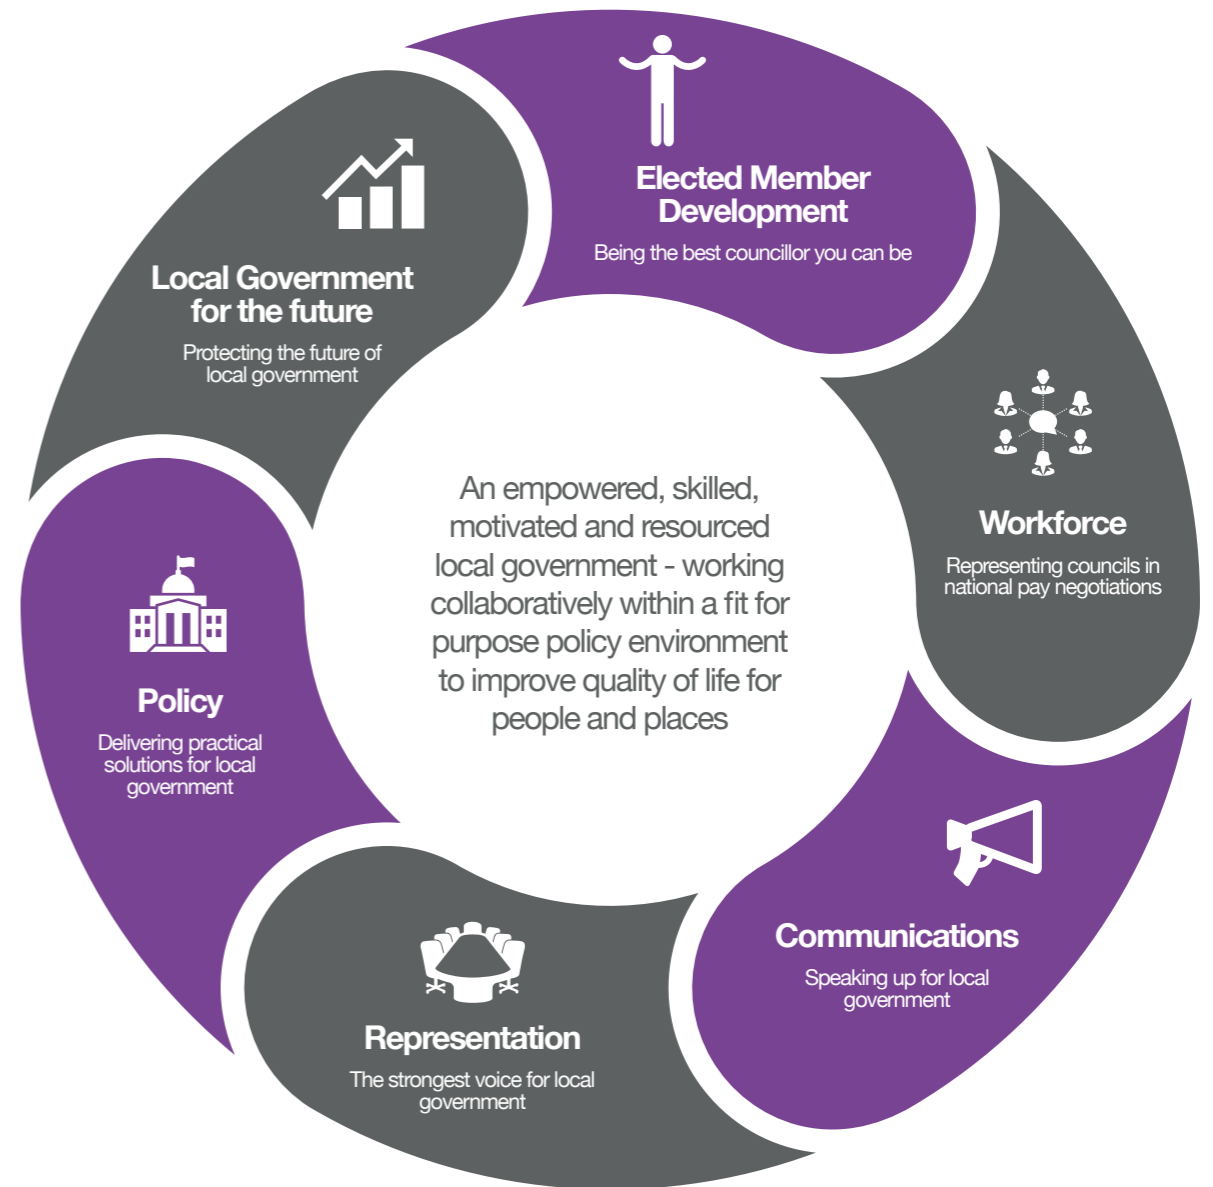 Elected Member
Development
Being the best councillor you can be
Workforce
Representing councils in
national pay negotiations
Communications
Speaking up for local
government
Representation
The strongest voice for local
government
Policy
Delivering practical
solutions for local
government
Local Government
for the future
Protecting the future of
local government
An empowered, skilled,
motivated and resourced
local government - working
collaboratively within a fit for
purpose policy environment
to improve quality of life for
people and places